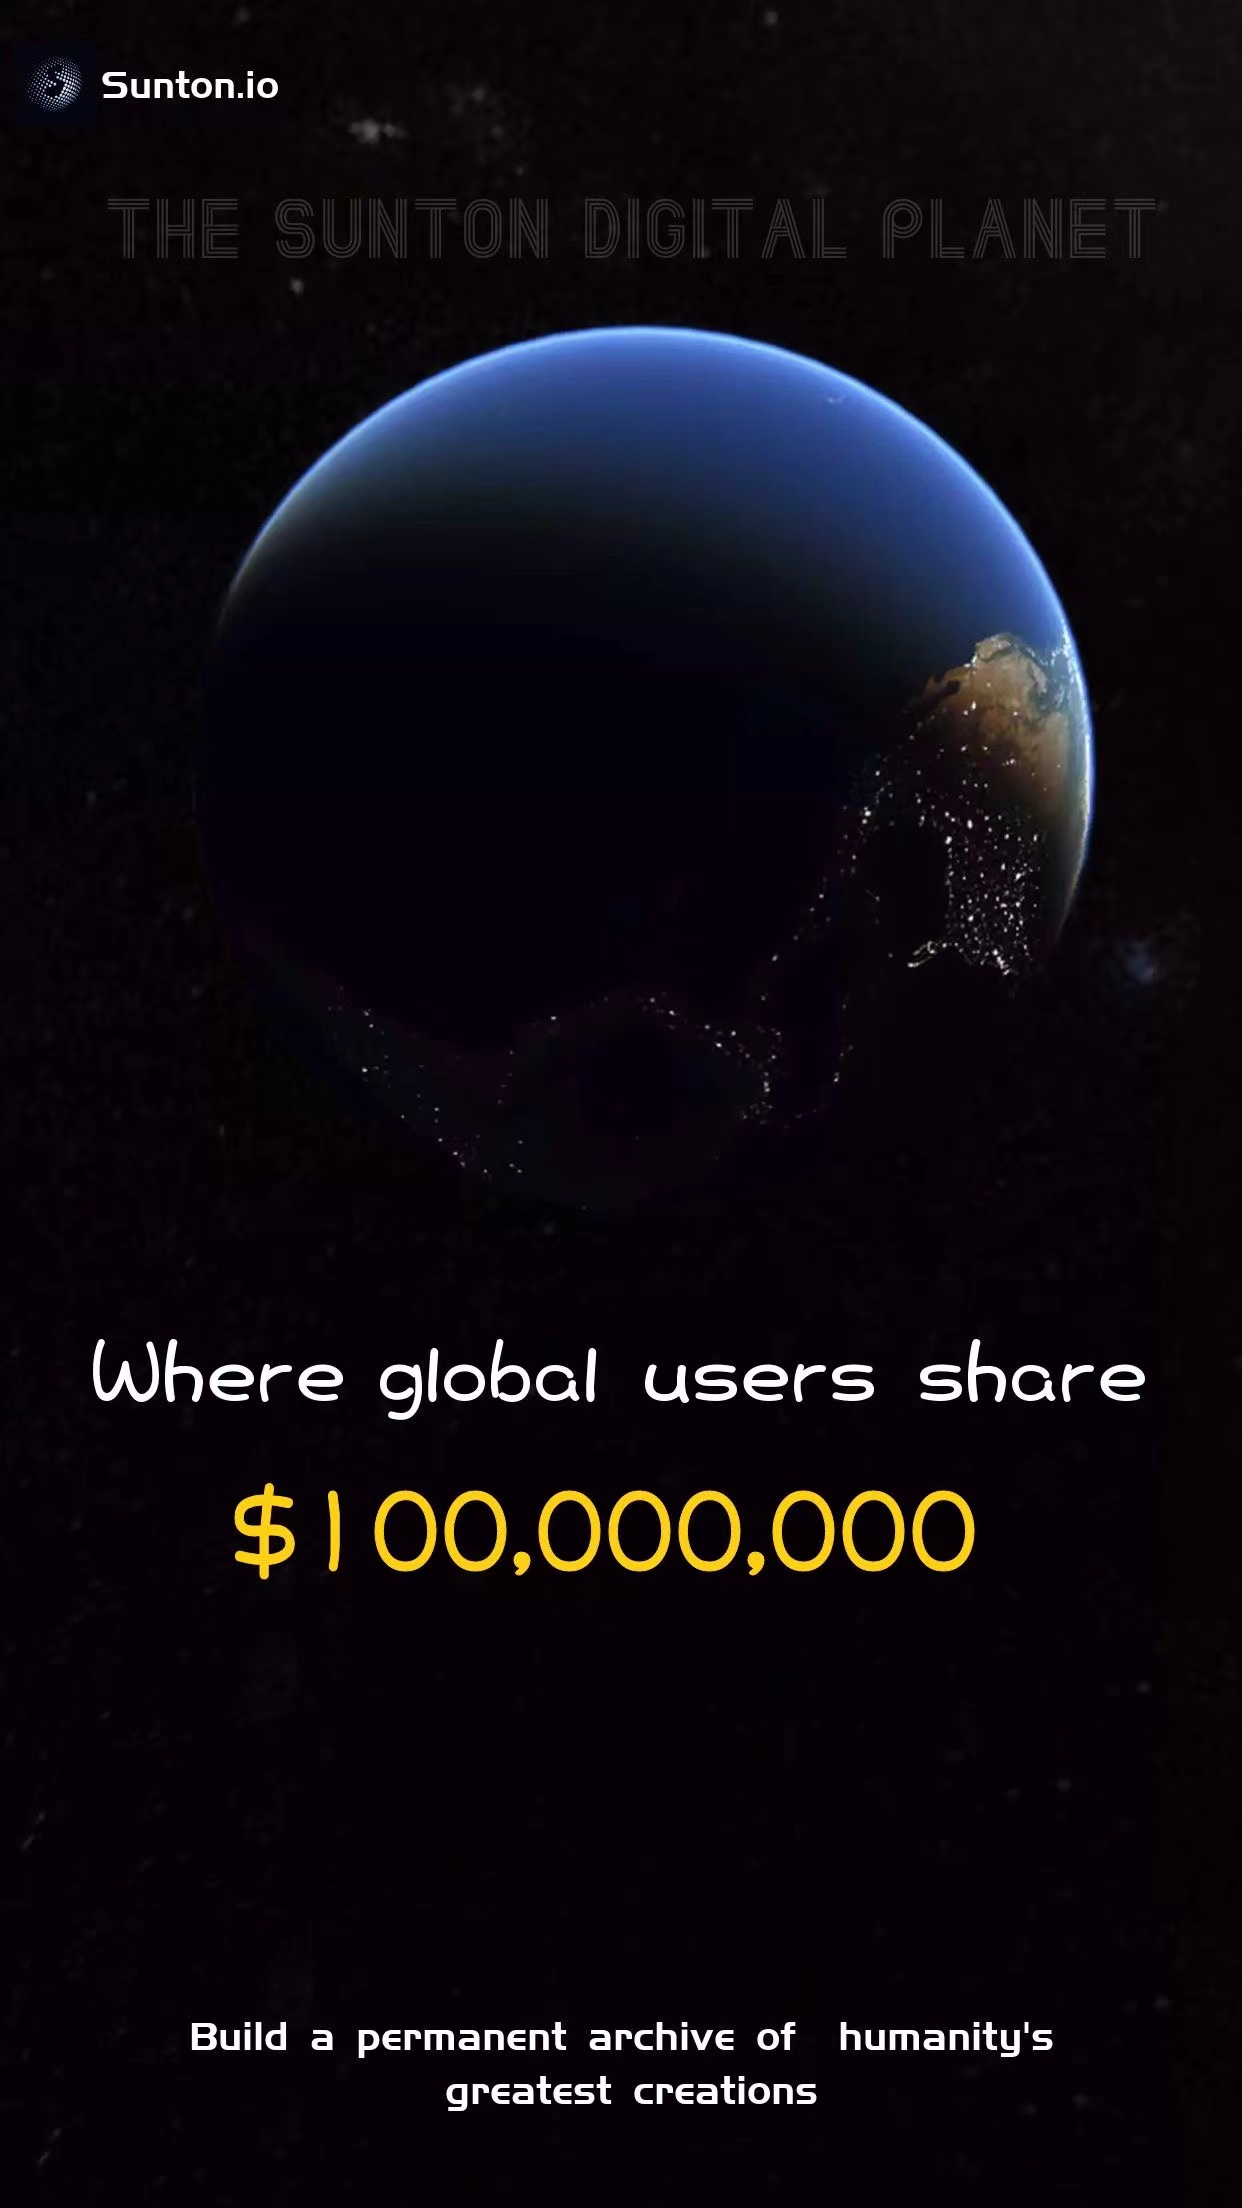 Sunton.io
THE SUNTON DIGITAL PLANET
Where global users share
$100,000,000
Build a permanent archive of humanity's
greatest creations